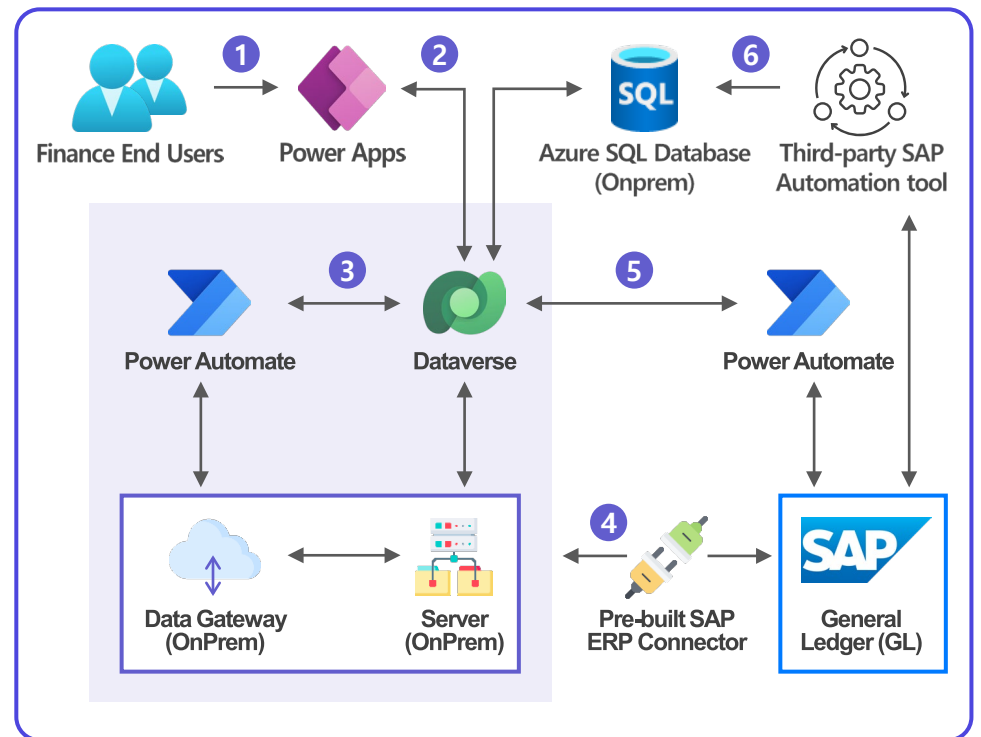 1
2
6
SQL
Finance End Users
Power Apps
Azure SQL Database
(Onprem)
Third-party SAP
Automation tool
3
5
Power Automate
Dataverse
Power Automate
4
SAP
Data Gateway
(OnPrem)
Server
(OnPrem)
Pre-built SAP
ERP Connector
General
Ledger (GL)